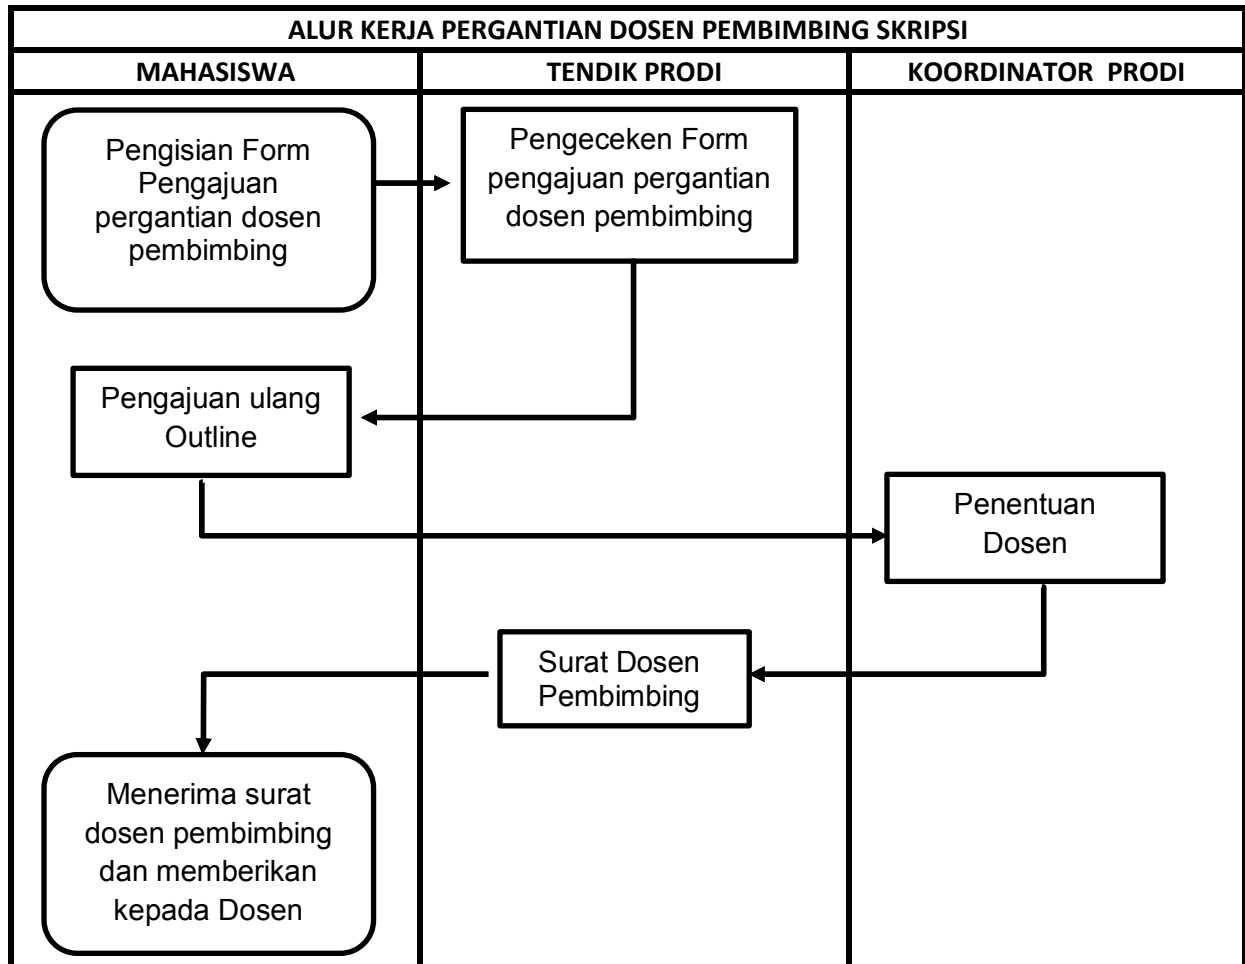 ALUR KERJA PERGANTIAN DOSEN PEMBIMBING SKRIPSI
MAHASISWA
TENDIK PRODI
KOORDINATOR PRODI
Pengisian Form
Pengajuan
pergantian dosen
pembimbing
Pengeceken Form
pengajuan pergantian
dosen pembimbing
Pengajuan ulang
Outline
Penentuan
Dosen
Surat Dosen
Pembimbing
Menerima surat
dosen pembimbing
dan memberikan
kepada Dosen